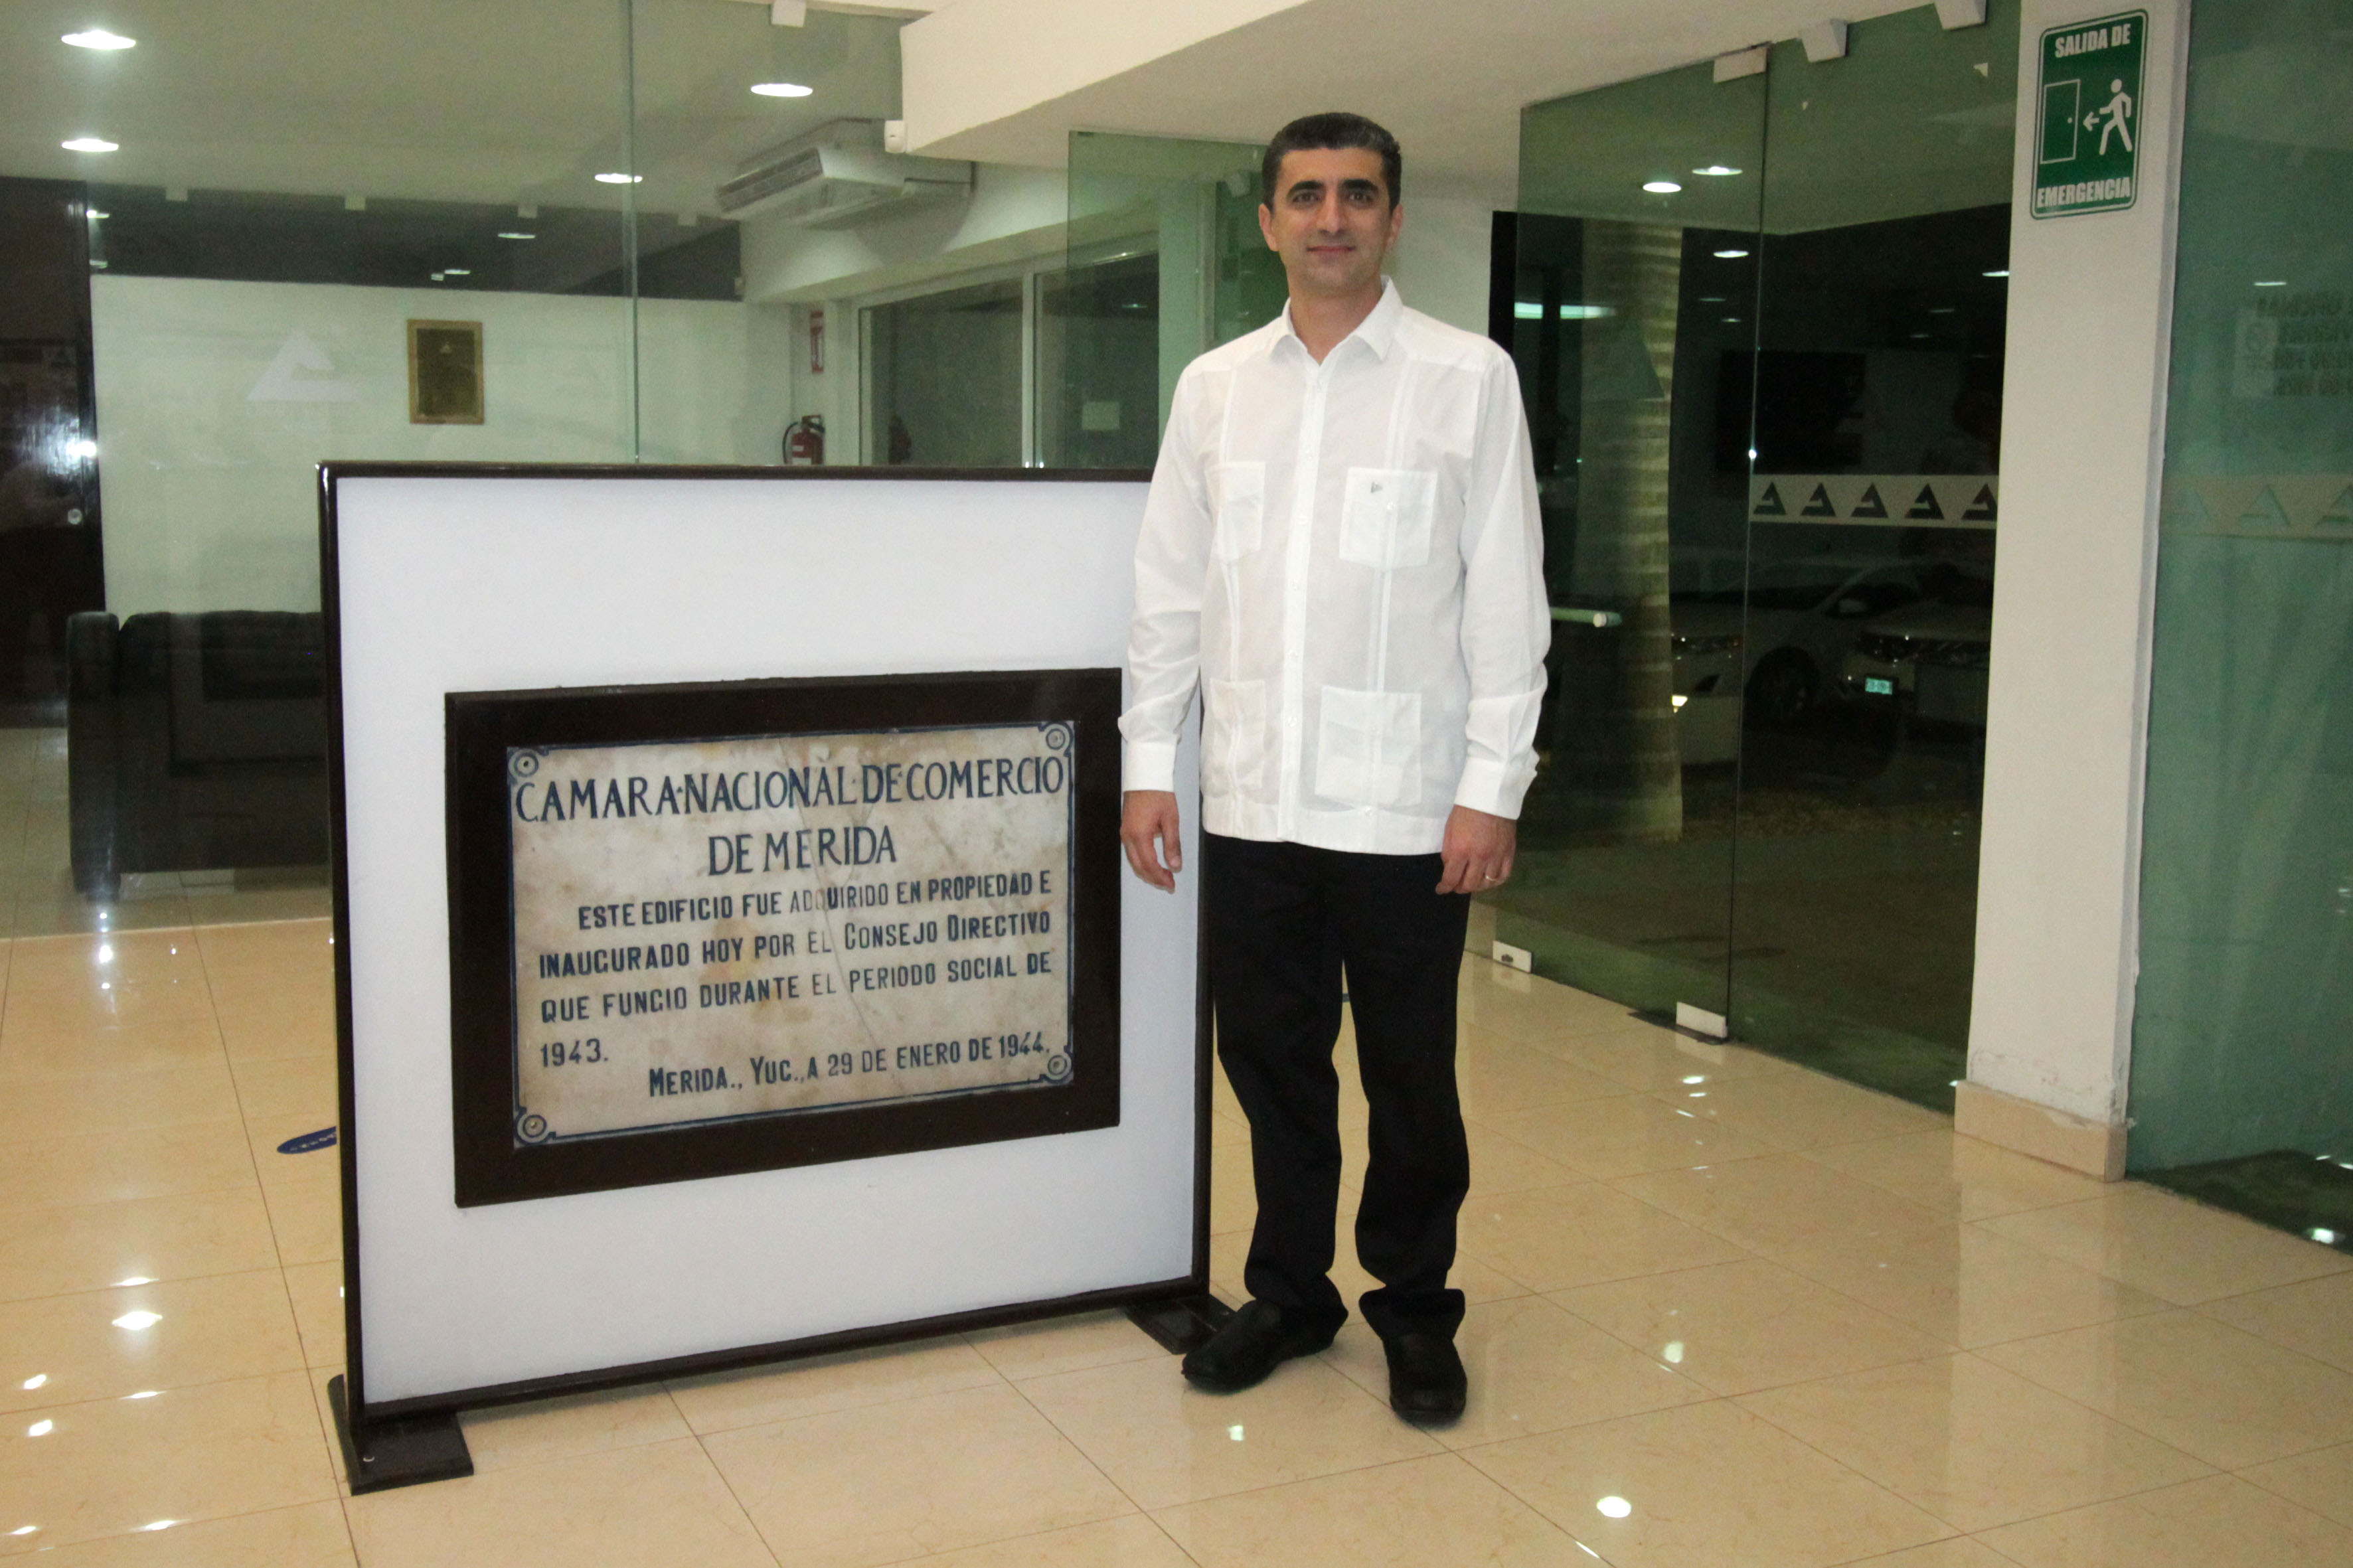 SALIDA DE
EMERGENCIA
CAMARA·NACIONAL·DE·COMERCIO
DE MERIDA
ESTE EDIFICIO FUE ADQUIRIDO EN PROPIEDAD E
INAUGURADO HOY POR EL CONSEJO DIRECTIVO
QUE FUNGIO DURANTE EL PERIODO SOCIAL DE
1943.
MERIDA., YUC., A 29 DE ENERO DE 1944.